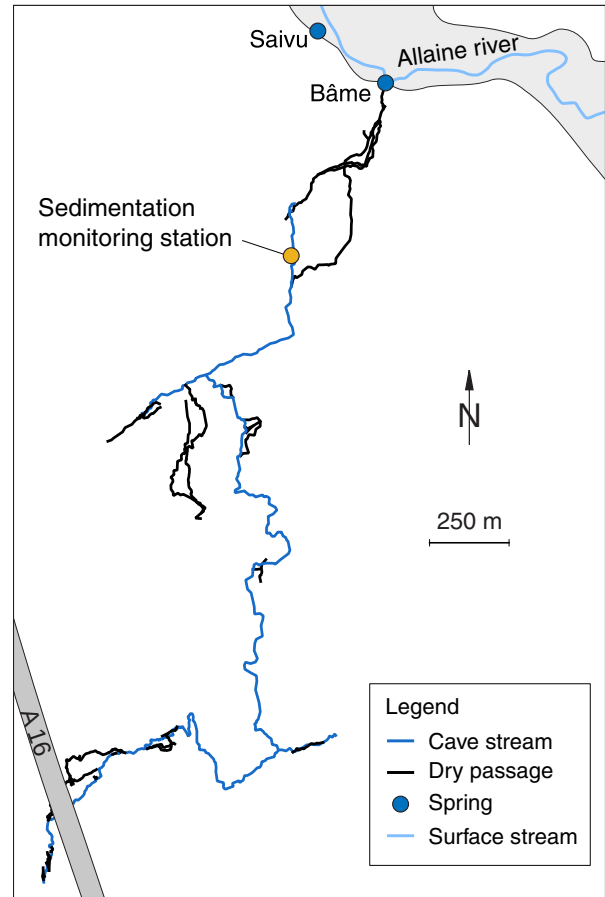 Saivu
Allaine river
Bâme
Sedimentation
monitoring station
N
250 m
A 16
Legend
Cave stream
Dry passage
Spring
Surface stream